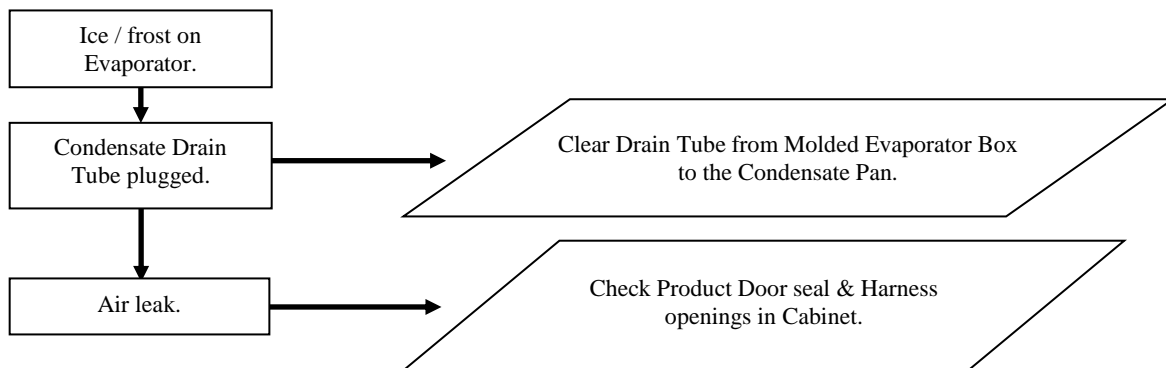 Ice / frost on
Evaporator.
Condensate Drain
Tube plugged.
Clear Drain Tube from Molded Evaporator Box
to the Condensate Pan.
Air leak.
Check Product Door seal & Harness
openings in Cabinet.